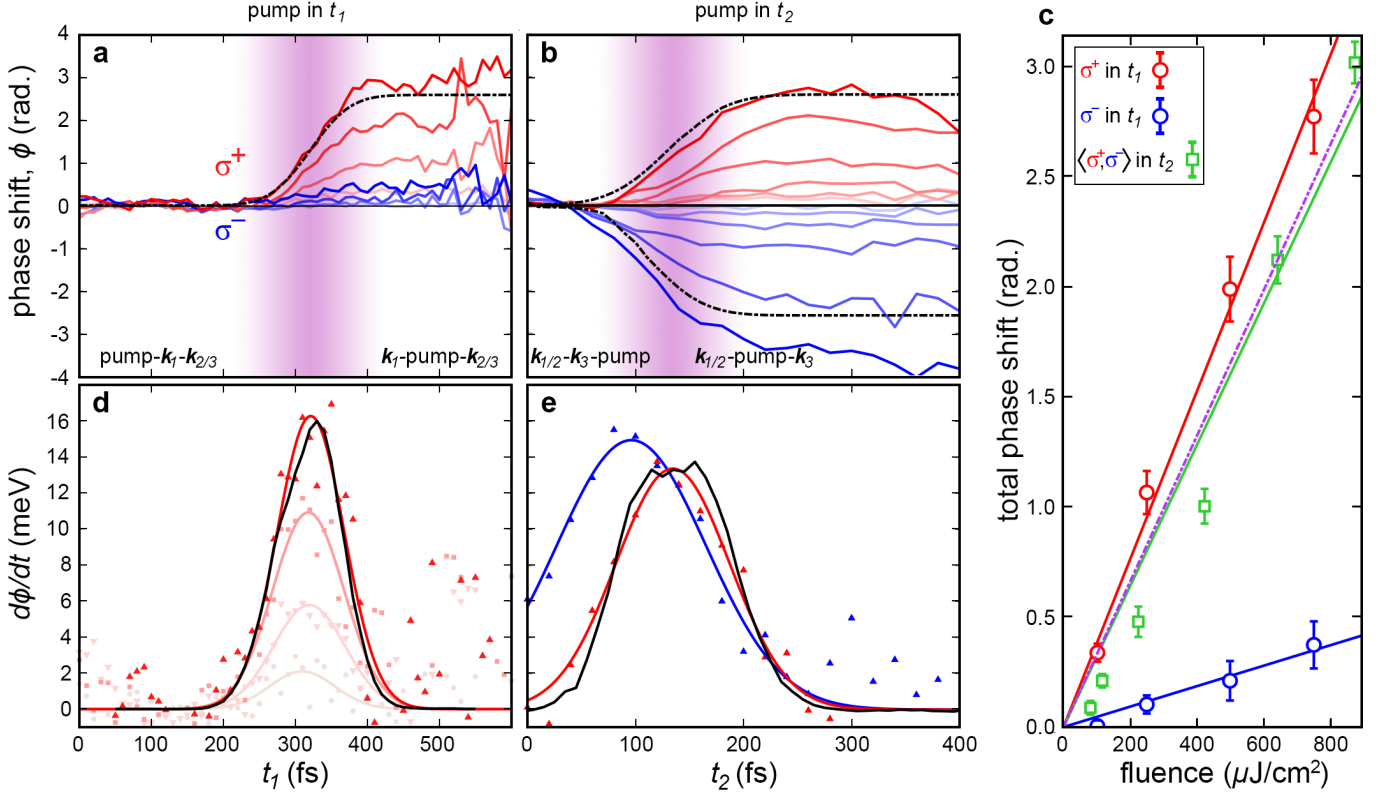 pump in t₁
pump in t₂
c
a
b
4
3
2
1
0
-1
-2
-3
-4
phase shift, ϕ (rad.)
σ⁺
σ⁻
pump-k₁-k₂/₃
k₁-pump-k₂/₃
k₁/₂-k₃-pump
k₁/₂-pump-k₃
d
e
16
14
12
10
8
6
4
2
0
dϕ/dt (meV)
0 100 200 300 400 500
t₁ (fs)
0 100 200 300 400
t₂ (fs)
3.0
2.5
2.0
1.5
1.0
0.5
0.0
total phase shift (rad.)
σ⁺ in t₁
σ⁻ in t₁
⟨σ⁺,σ⁻⟩ in t₂
0 200 400 600 800
fluence (μJ/cm²)